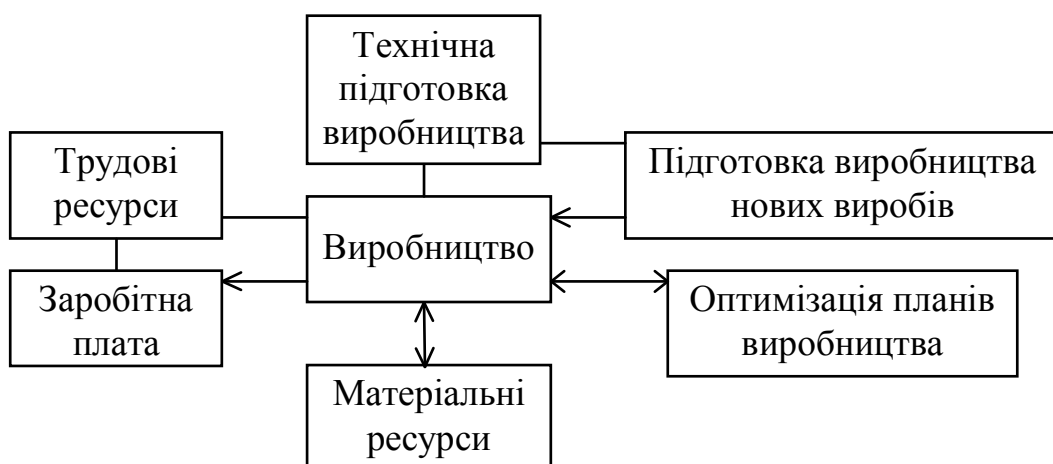 Технічна
підготовка
виробництва
Трудові
ресурси
Підготовка виробництва
нових виробів
Виробництво
Заробітна
плата
Оптимізація планів
виробництва
Матеріальні
ресурси